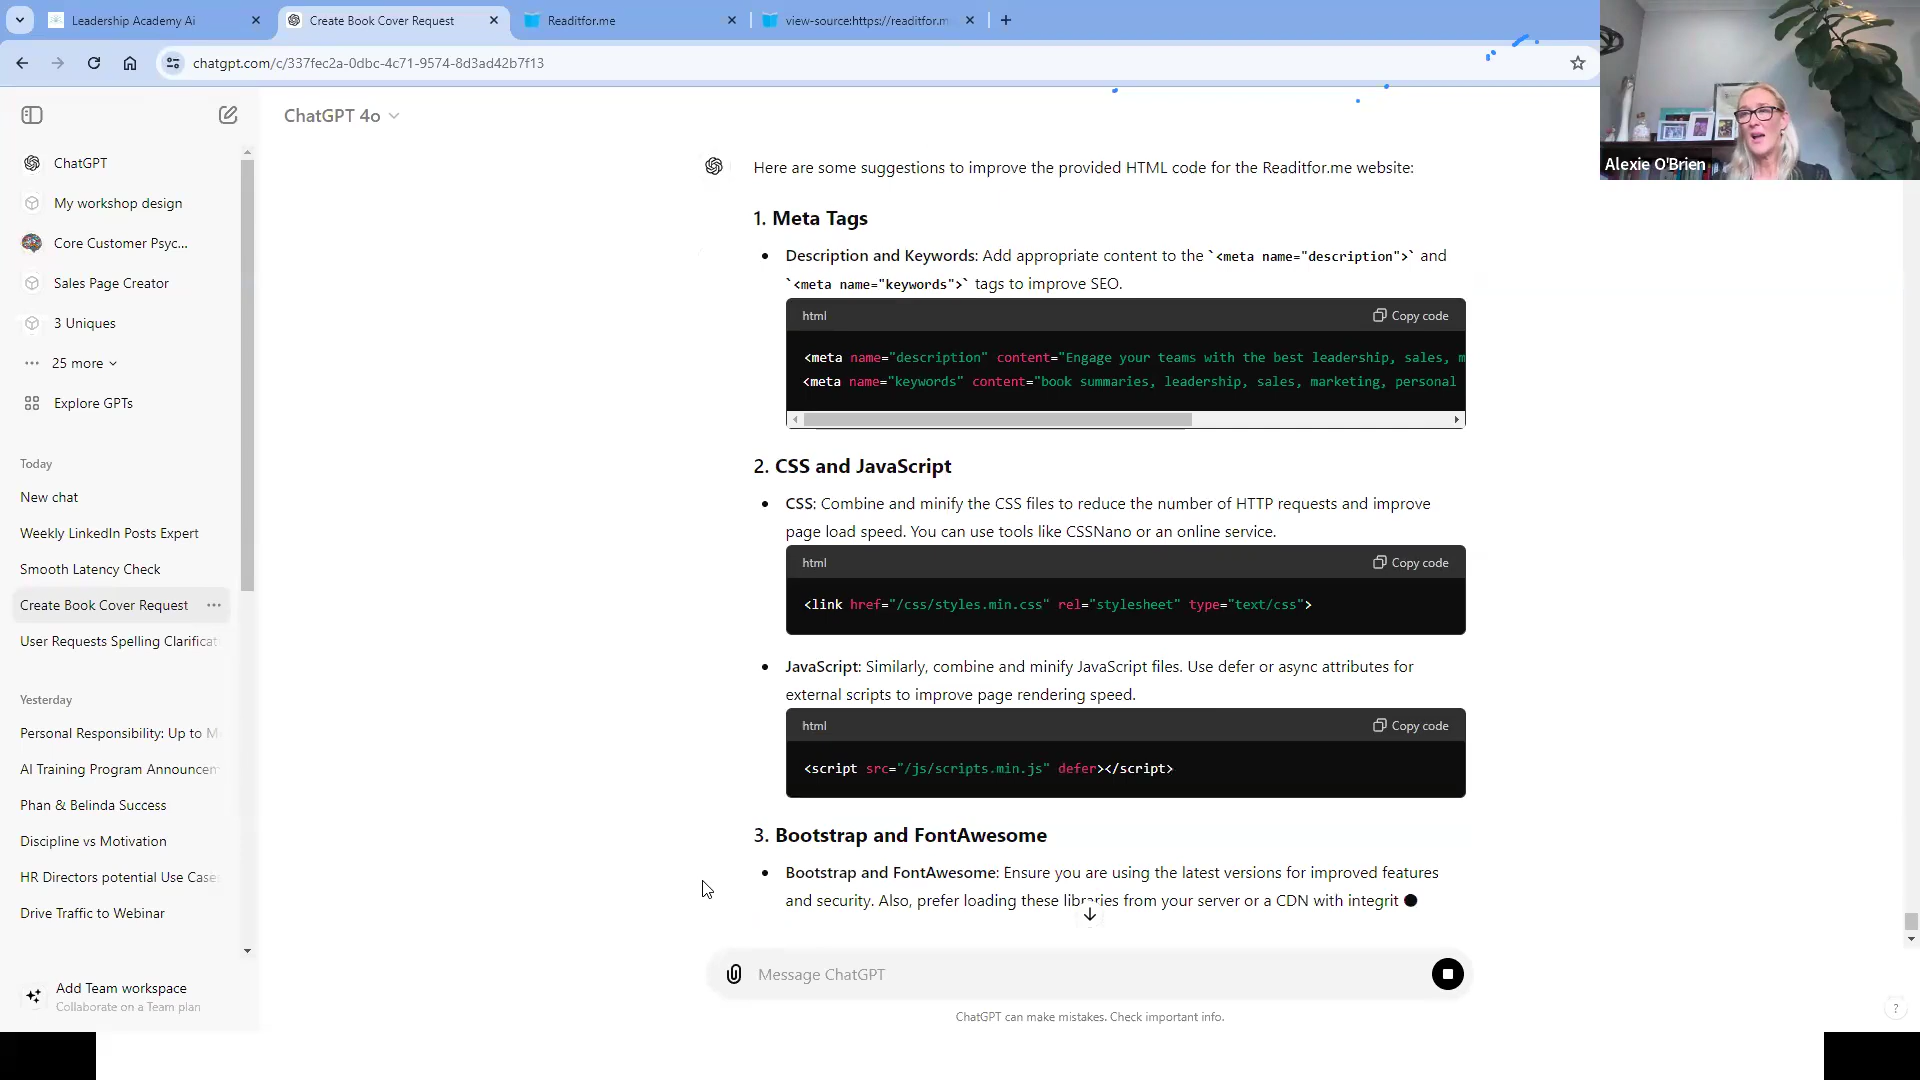 Leadership Academy Ai
Create Book Cover Request
Readitfor.me
view-source:https://readitfor.m
chatgpt.com/c/337fec2a-0dbc-4c71-9574-8d3ad42b7f13
Alexie O'Brien
ChatGPT 4o
ChatGPT
My workshop design
Core Customer Psyc...
Sales Page Creator
3 Uniques
25 more
Explore GPTs
Today
New chat
Weekly LinkedIn Posts Expert
Smooth Latency Check
Create Book Cover Request
User Requests Spelling Clarificat
Yesterday
Personal Responsibility: Up to M
AI Training Program Announcem
Phan & Belinda Success
Discipline vs Motivation
HR Directors potential Use Case
Drive Traffic to Webinar
Add Team workspace
Collaborate on a Team plan
Here are some suggestions to improve the provided HTML code for the Readitfor.me website:
1. Meta Tags
Description and Keywords: Add appropriate content to the `<meta name="description">` and
`<meta name="keywords">` tags to improve SEO.
html
Copy code
<meta name="description" content="Engage your teams with the best leadership, sales, m
<meta name="keywords" content="book summaries, leadership, sales, marketing, personal
2. CSS and JavaScript
CSS: Combine and minify the CSS files to reduce the number of HTTP requests and improve
page load speed. You can use tools like CSSNano or an online service.
html
Copy code
<link href="/css/styles.min.css" rel="stylesheet" type="text/css">
JavaScript: Similarly, combine and minify JavaScript files. Use defer or async attributes for
external scripts to improve page rendering speed.
html
Copy code
<script src="/js/scripts.min.js" defer></script>
3. Bootstrap and FontAwesome
Bootstrap and FontAwesome: Ensure you are using the latest versions for improved features
and security. Also, prefer loading these libraries from your server or a CDN with integrit
Message ChatGPT
ChatGPT can make mistakes. Check important info.
?